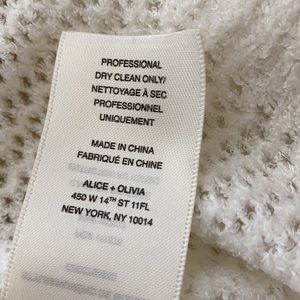 PROFESSIONAL
DRY CLEAN ONLY/
NETTOYAGE À SEC
PROFESSIONNEL
UNIQUEMENT
MADE IN CHINA
FABRIQUÉ EN CHINE
ALICE + OLIVIA
450 W 14TH ST 11FL
NEW YORK, NY 10014